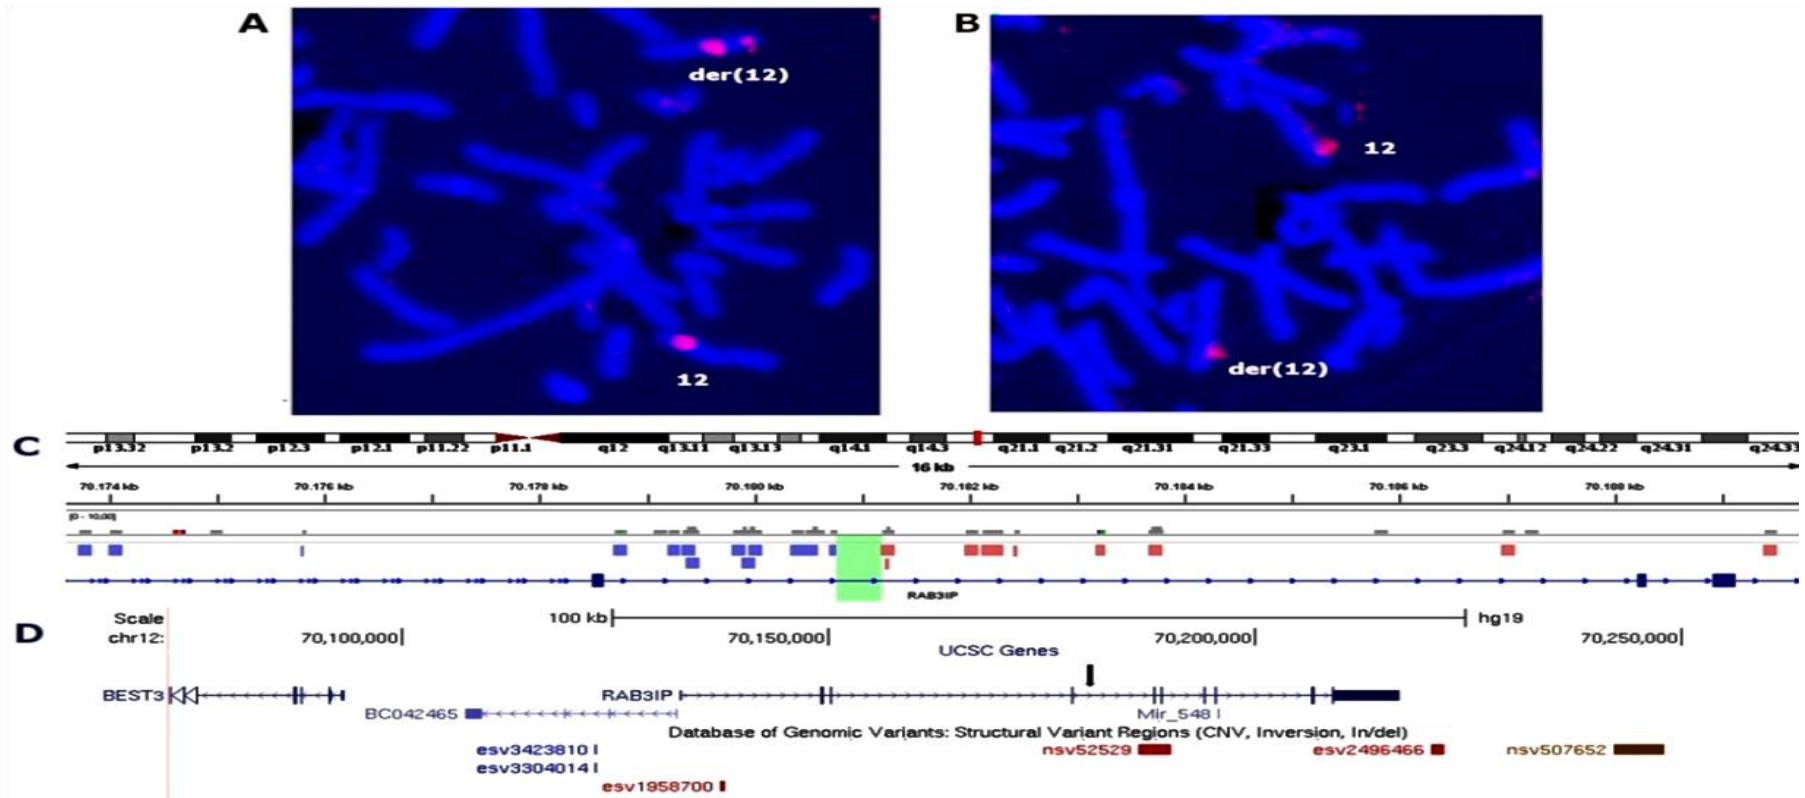 A
B
der(12)
12
12
der(12)
C
p13.32 p13.2 p12.3 p12.1 p11.22 p11.1 q12 q13.11 q13.13 q14.1 q14.3 q21.1 q21.2 q21.31 q21.33 q23.1 q23.3 q24.12 q24.22 q24.31 q24.33
16 kb
70.174 kb 70.176 kb 70.178 kb 70.180 kb 70.182 kb 70.184 kb 70.186 kb 70.188 kb
[0 - 10.00]
RAB3IP
D
Scale 100 kb hg19
chr12: 70,100,000 70,150,000 70,200,000 70,250,000
UCSC Genes
BEST3 RAB3IP
BC042465 Mir_548
Database of Genomic Variants: Structural Variant Regions (CNV, Inversion, In/del)
esv3423810 nsv52529 esv2496466 nsv507652
esv3304014
esv1958700